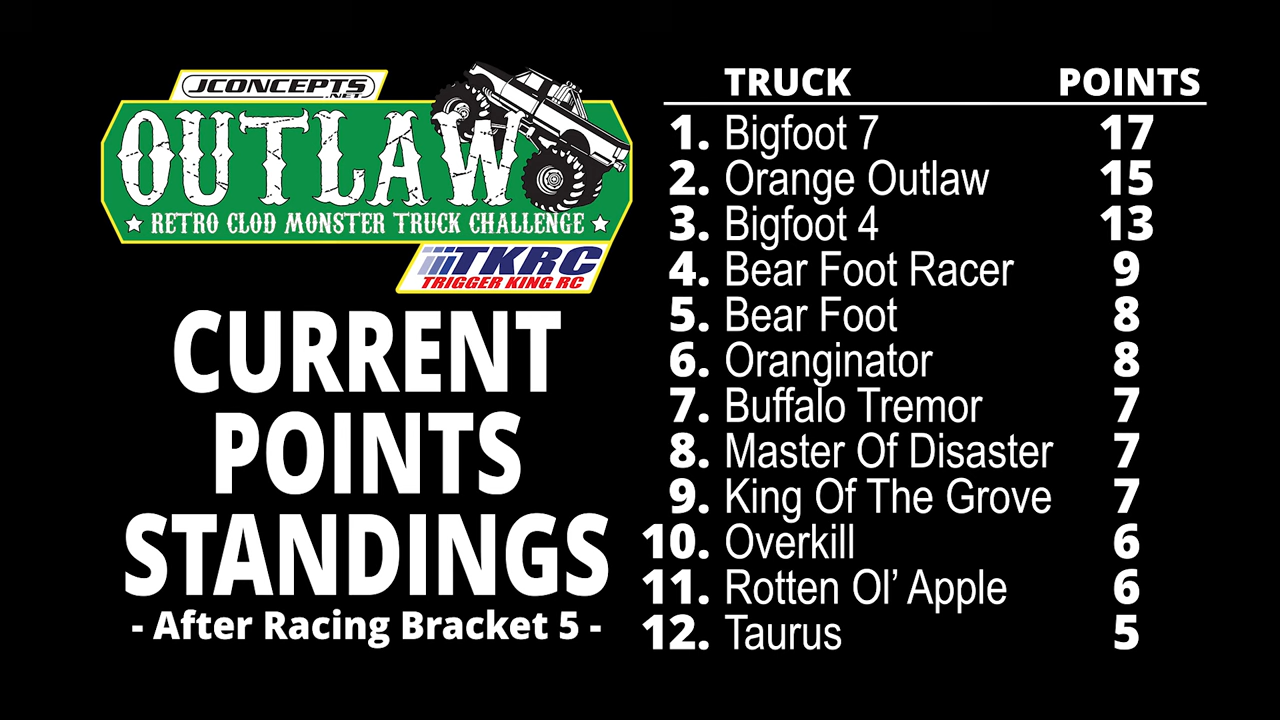 JCONCEPTS
.NET
OUTLAW
RETRO CLOD MONSTER TRUCK CHALLENGE
TKRC
TRIGGER KING RC
CURRENT
POINTS
STANDINGS
- After Racing Bracket 5 -
TRUCK POINTS
1. Bigfoot 7 17
2. Orange Outlaw 15
3. Bigfoot 4 13
4. Bear Foot Racer 9
5. Bear Foot 8
6. Oranginator 8
7. Buffalo Tremor 7
8. Master Of Disaster 7
9. King Of The Grove 7
10. Overkill 6
11. Rotten Ol’ Apple 6
12. Taurus 5